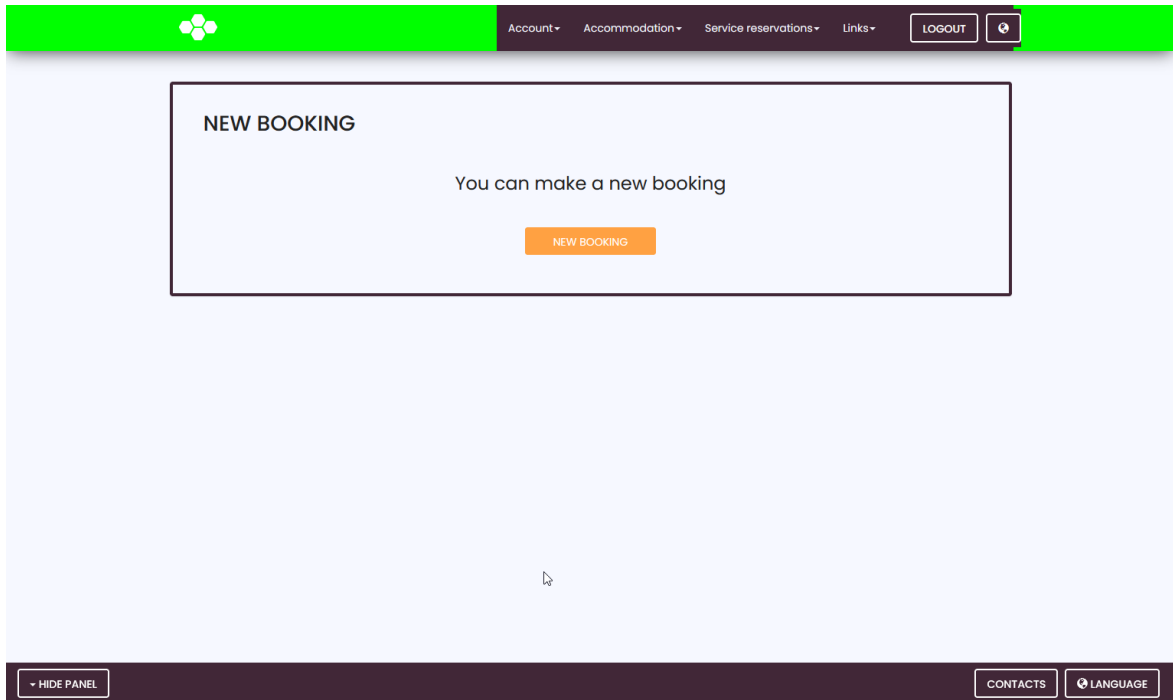 Account Accommodation Service reservations Links LOGOUT
NEW BOOKING
You can make a new booking
NEW BOOKING
HIDE PANEL CONTACTS LANGUAGE